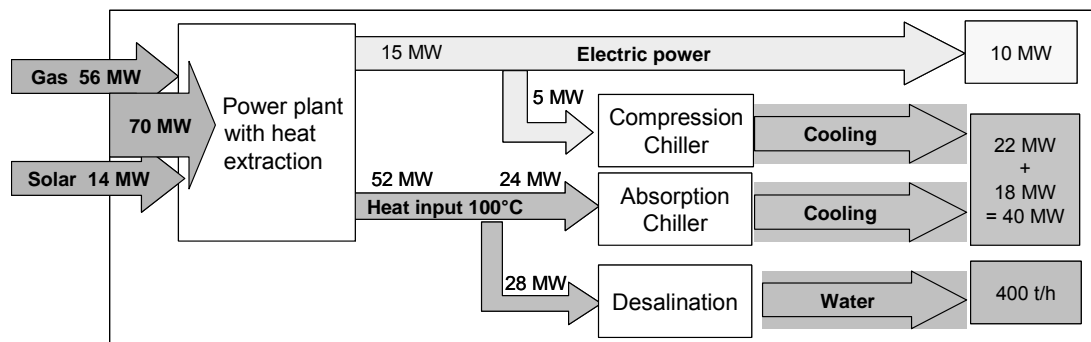 Gas 56 MW
70 MW
Solar 14 MW
Power plant
with heat
extraction
15 MW
Electric power
10 MW
5 MW
Compression
Chiller
Cooling
52 MW
24 MW
Heat input 100°C
Absorption
Chiller
Cooling
22 MW
+
18 MW
= 40 MW
28 MW
Desalination
Water
400 t/h